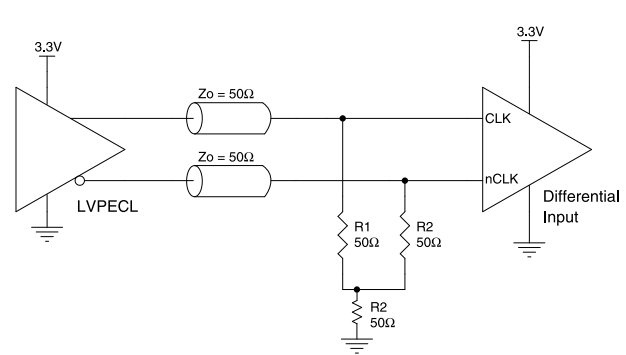 3.3V
3.3V
Zo = 50Ω
CLK
Zo = 50Ω
nCLK
LVPECL
Differential
Input
R1
50Ω
R2
50Ω
R2
50Ω